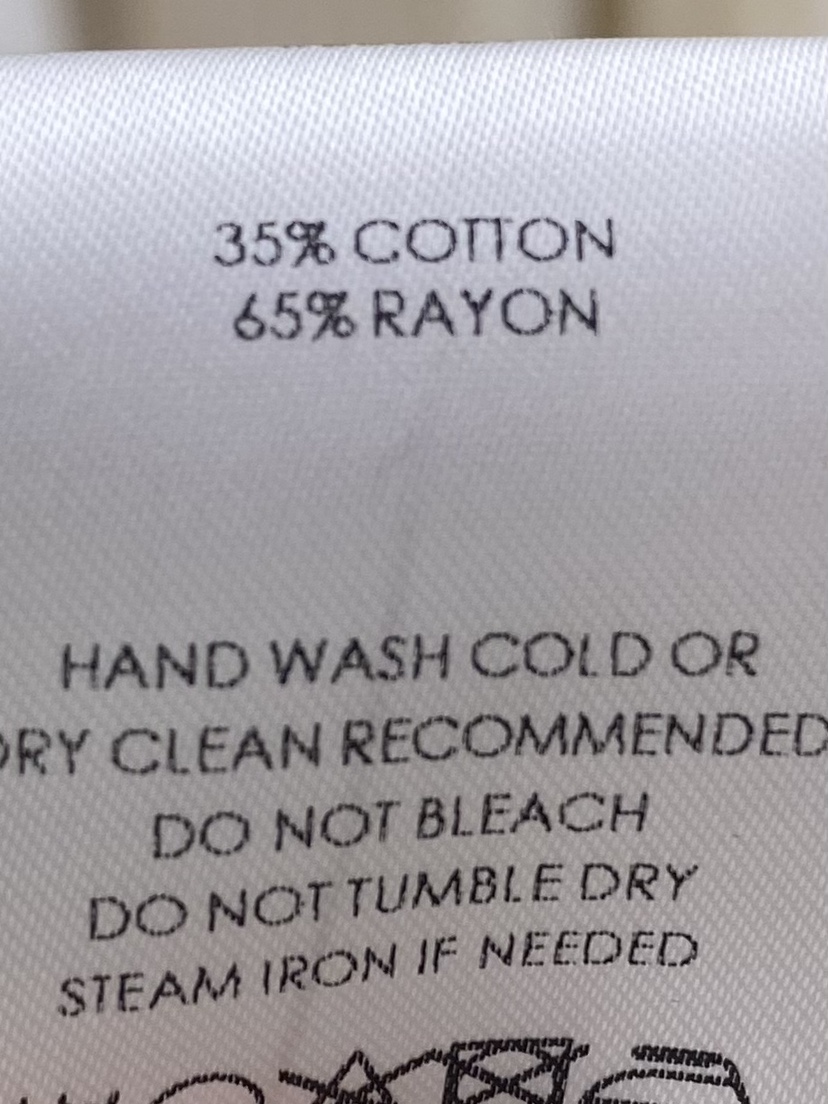 35% COTTON
65% RAYON
HAND WASH COLD OR
DRY CLEAN RECOMMENDED
DO NOT BLEACH
DO NOT TUMBLE DRY
STEAM IRON IF NEEDED